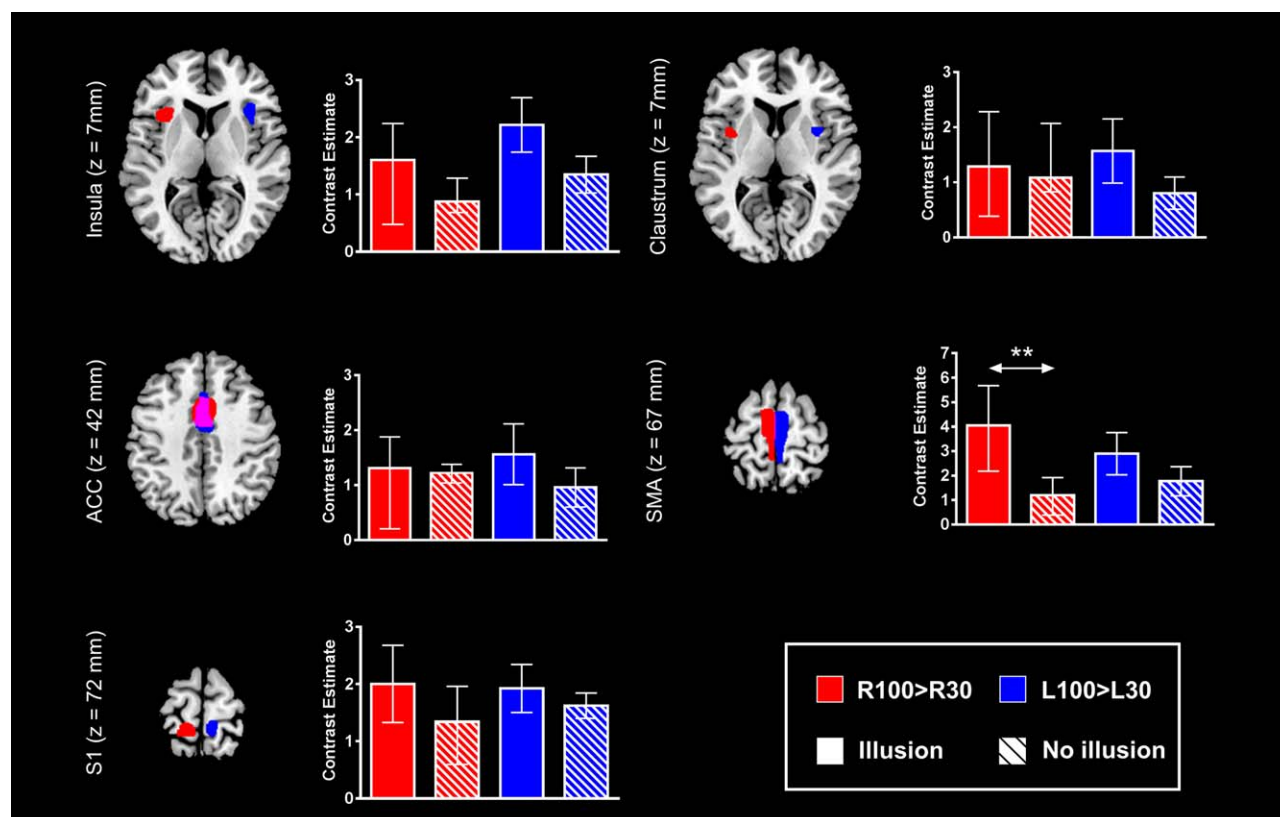 Insula (z = 7mm)
Contrast Estimate
3
2
1
0
Claustrum (z = 7mm)
Contrast Estimate
3
2
1
0
ACC (z = 42 mm)
Contrast Estimate
3
2
1
0
SMA (z = 67 mm)
Contrast Estimate
7
6
5
4
3
2
1
0
**
S1 (z = 72 mm)
Contrast Estimate
3
2
1
0
R100>R30 L100>L30
Illusion No illusion